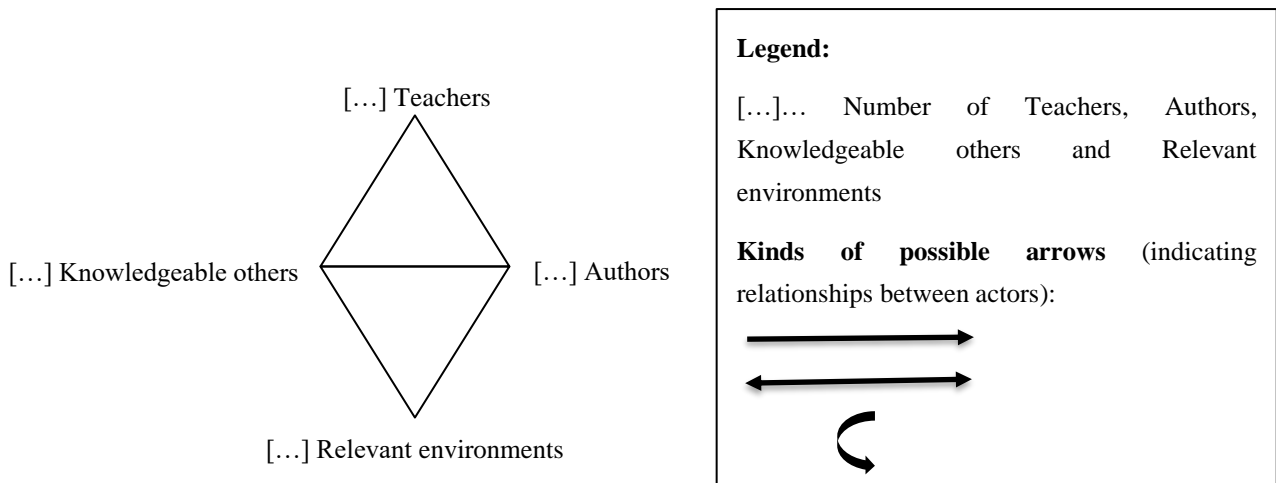 […] Teachers
[…] Knowledgeable others
[…] Authors
[…] Relevant environments
Legend:
[…]… Number of Teachers, Authors,
Knowledgeable others and Relevant
environments
Kinds of possible arrows (indicating
relationships between actors):